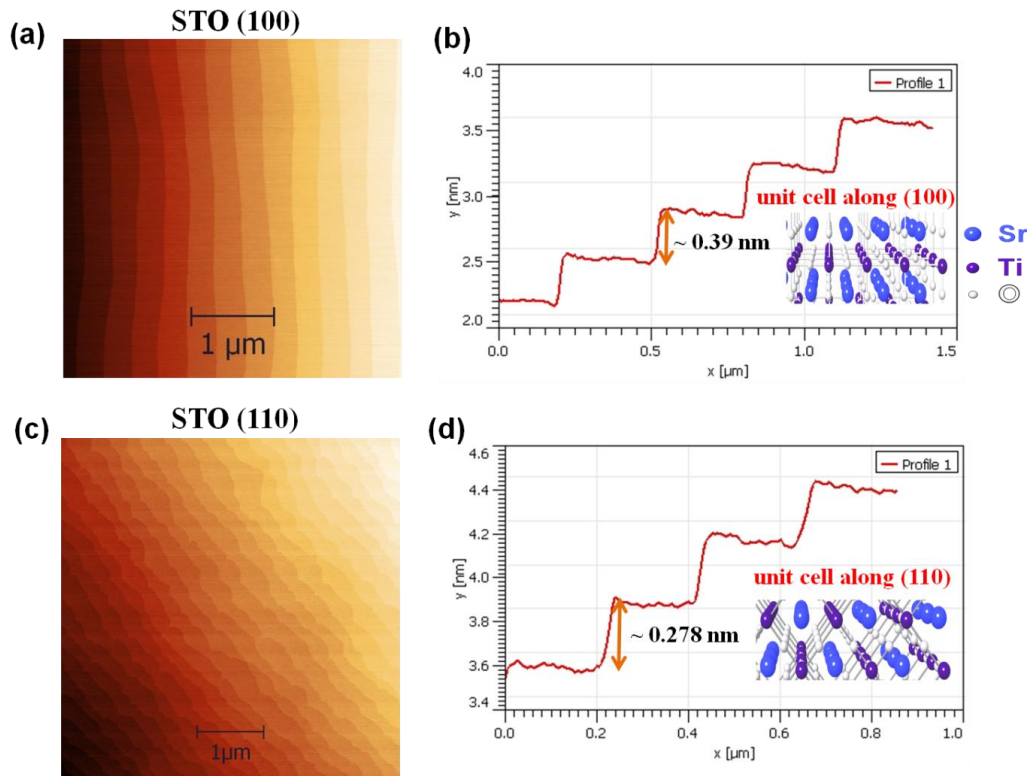 STO (100)
(a)
1 µm
(b)
4.0
3.5
3.0
2.5
2.0
y [nm]
Profile 1
unit cell along (100)
~ 0.39 nm
Sr
Ti
0.0 0.5 1.0 1.5
x [µm]
STO (110)
(c)
1µm
(d)
4.6
4.4
4.2
4.0
3.8
3.6
3.4
y [nm]
Profile 1
unit cell along (110)
~ 0.278 nm
0.0 0.2 0.4 0.6 0.8 1.0
x [µm]